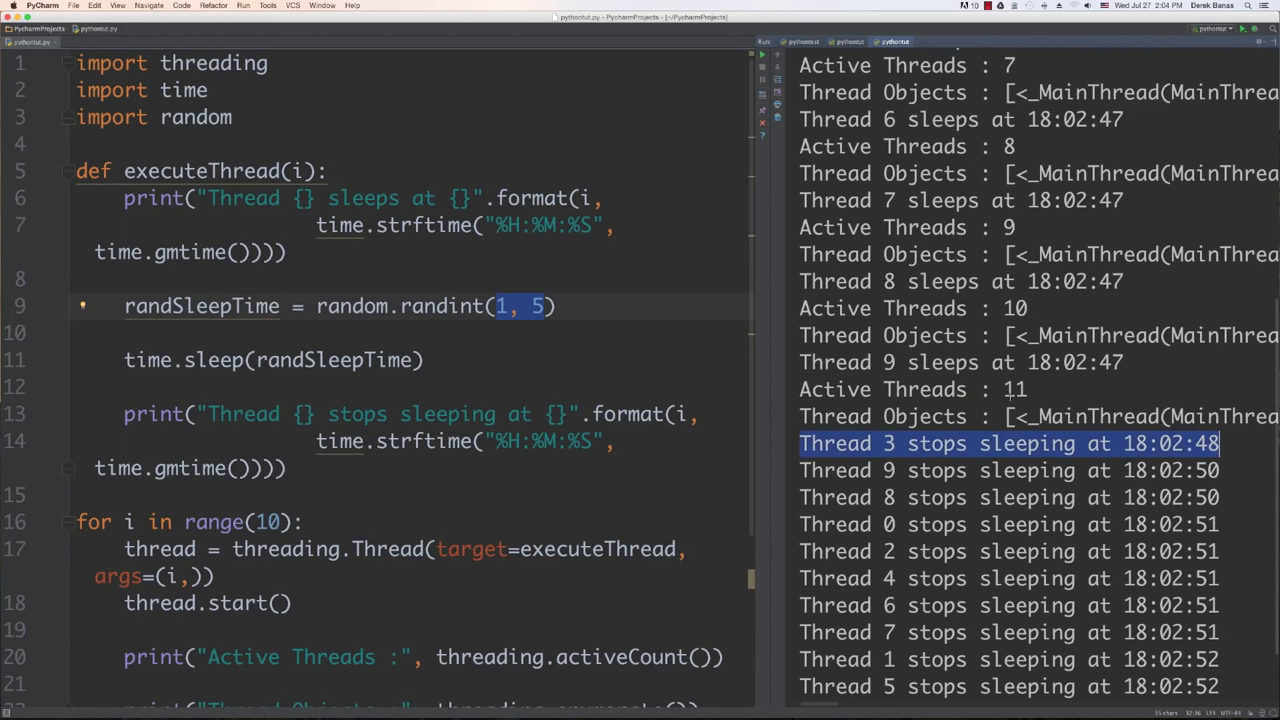 PyCharm File Edit View Navigate Code Refactor Run Tools VCS Window Help
10 Wed Jul 27 2:04 PM Derek Banas
pythontut.py - PyCharmProjects - [~/PycharmProjects]
PycharmProjects pythontut.py
pythontut
pythontut.py
Run: pythontest pythontut pythontut
1 import threading
2 import time
3 import random
4
5 def executeThread(i):
6 print("Thread {} sleeps at {}".format(i,
7 time.strftime("%H:%M:%S",
time.gmtime())))
8
9 randSleepTime = random.randint(1, 5)
10
11 time.sleep(randSleepTime)
12
13 print("Thread {} stops sleeping at {}".format(i,
14 time.strftime("%H:%M:%S",
time.gmtime())))
15
16 for i in range(10):
17 thread = threading.Thread(target=executeThread,
args=(i,))
18 thread.start()
19
20 print("Active Threads :", threading.activeCount())
21
Active Threads : 7
Thread Objects : [<_MainThread(MainThrea
Thread 6 sleeps at 18:02:47
Active Threads : 8
Thread Objects : [<_MainThread(MainThrea
Thread 7 sleeps at 18:02:47
Active Threads : 9
Thread Objects : [<_MainThread(MainThrea
Thread 8 sleeps at 18:02:47
Active Threads : 10
Thread Objects : [<_MainThread(MainThrea
Thread 9 sleeps at 18:02:47
Active Threads : 11
Thread Objects : [<_MainThread(MainThrea
Thread 3 stops sleeping at 18:02:48
Thread 9 stops sleeping at 18:02:50
Thread 8 stops sleeping at 18:02:50
Thread 0 stops sleeping at 18:02:51
Thread 2 stops sleeping at 18:02:51
Thread 4 stops sleeping at 18:02:51
Thread 6 stops sleeping at 18:02:51
Thread 7 stops sleeping at 18:02:51
Thread 1 stops sleeping at 18:02:52
Thread 5 stops sleeping at 18:02:52
35 chars 32:36 LF‡ UTF-8‡